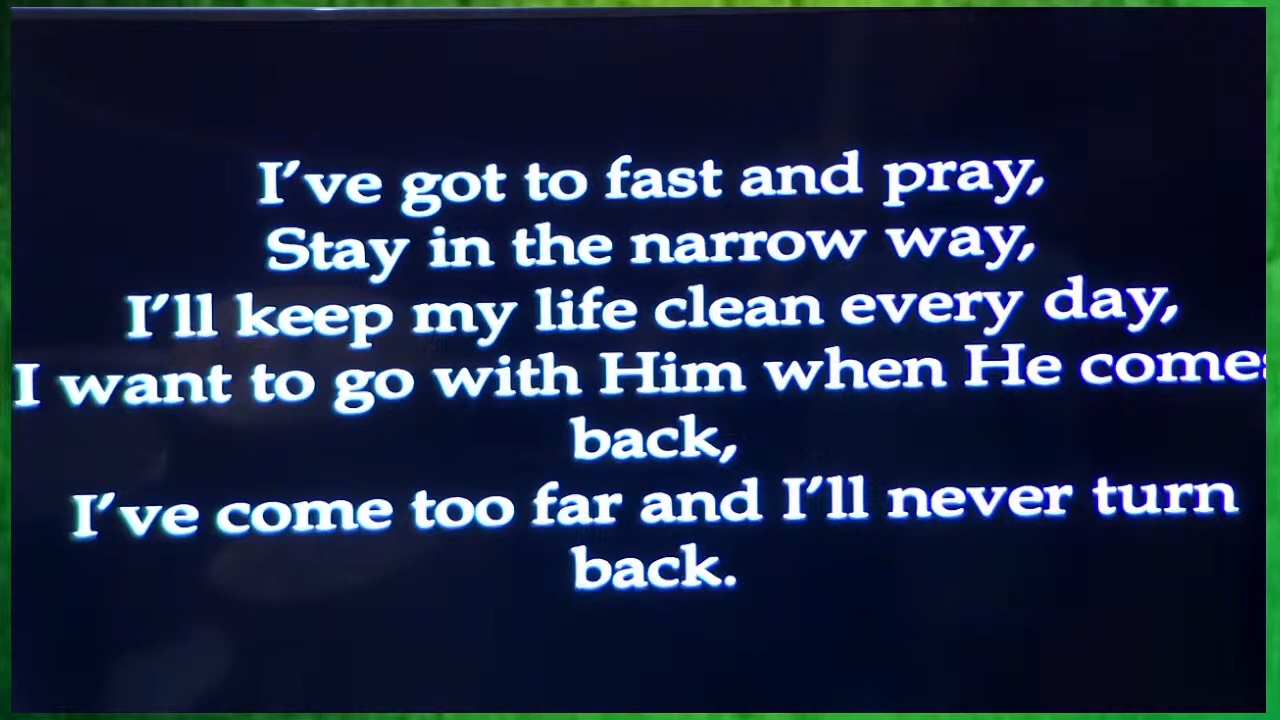 I've got to fast and pray,
Stay in the narrow way,
I'll keep my life clean every day,
I want to go with Him when He comes
back,
I've come too far and I'll never turn
back.